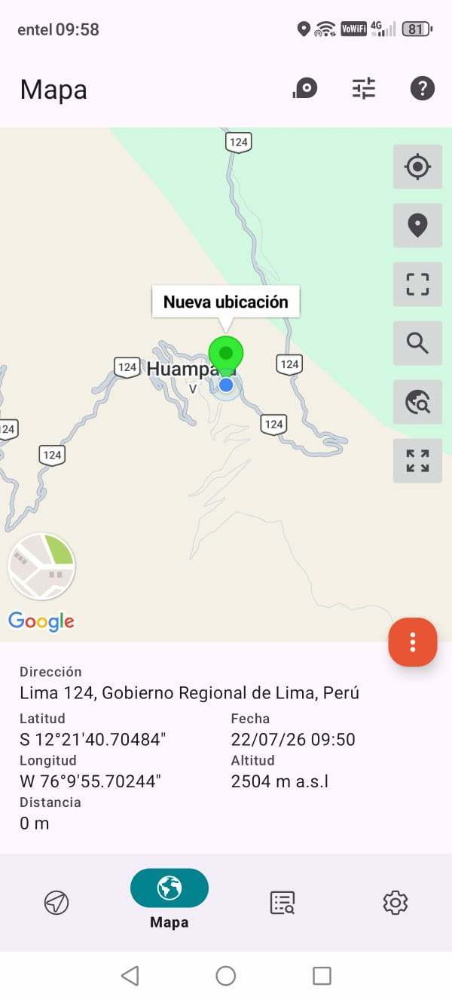 entel 09:58
VoWiFi 4G 81
Mapa
124
Nueva ubicación
124
124
V
124
124
124
Google
Dirección
Lima 124, Gobierno Regional de Lima, Perú
Latitud
Fecha
S 12°21'40.70484"
22/07/26 09:50
Longitud
Altitud
W 76°9'55.70244"
2504 m a.s.l
Distancia
0 m
Mapa